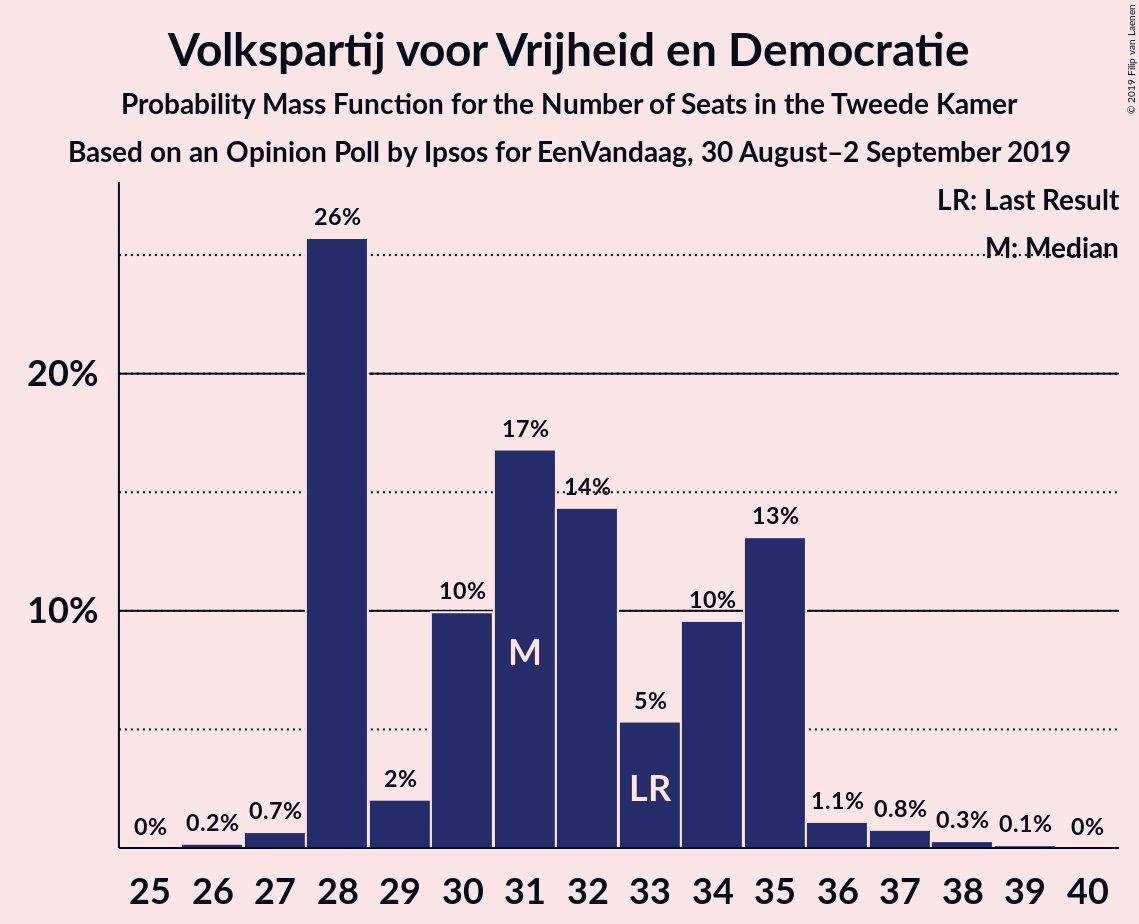 Volkspartij voor Vrijheid en Democratie
Probability Mass Function for the Number of Seats in the Tweede Kamer
Based on an Opinion Poll by Ipsos for EenVandaag, 30 August–2 September 2019
© 2019 Filip van Laenen
LR: Last Result
M: Median
20%
10%
0%
0.2%
0.7%
26%
2%
10%
17%
14%
5%
10%
13%
1.1%
0.8%
0.3%
0.1%
0%
M
LR
25 26 27 28 29 30 31 32 33 34 35 36 37 38 39 40